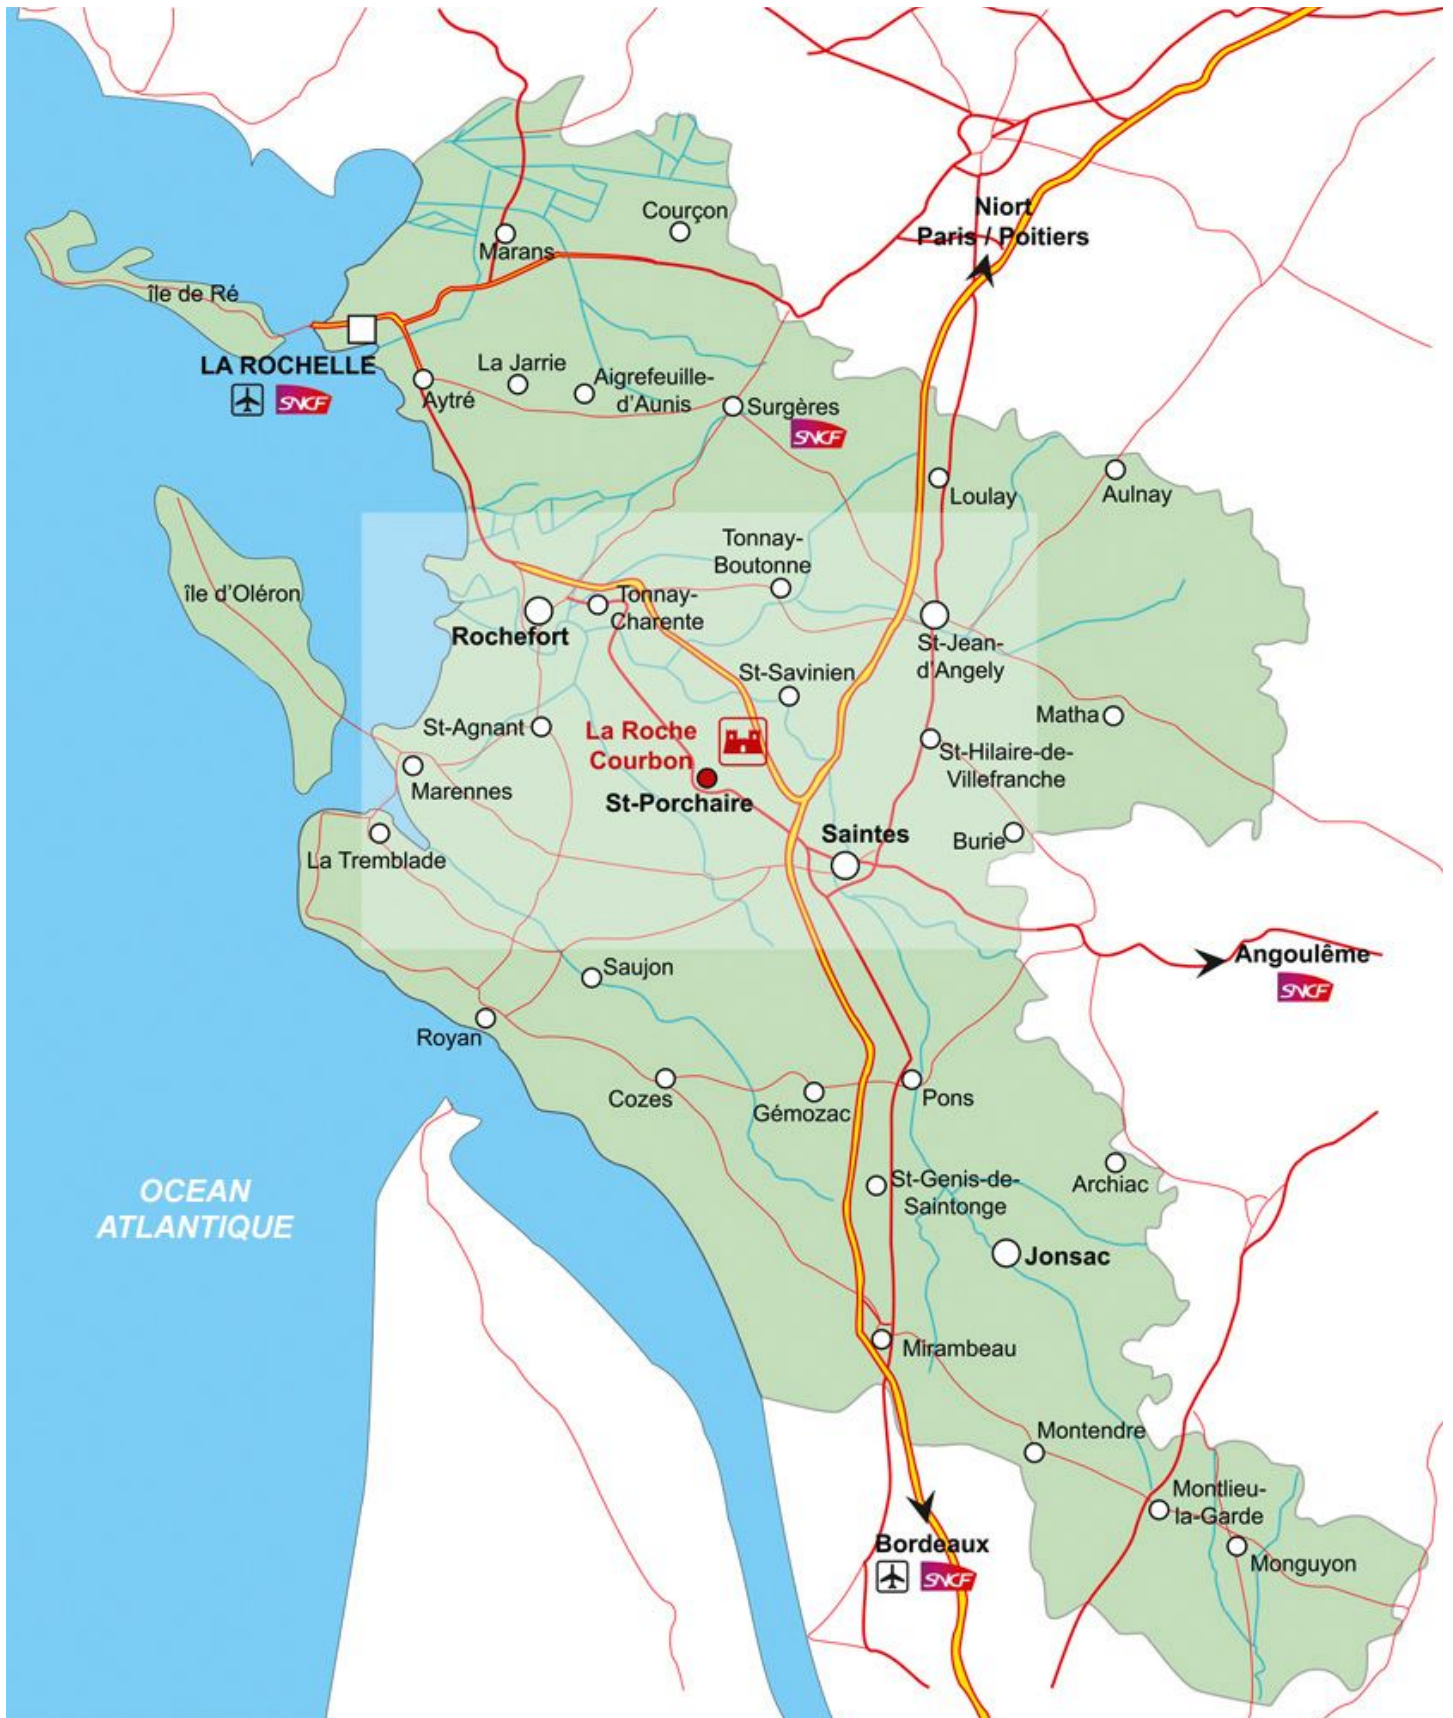 Niort
Paris / Poitiers
Courçon
Marans
île de Ré
LA ROCHELLE
SNCF
La Jarrie
Aigrefeuille-
d'Aunis
Aytré
Surgères
SNCF
Loulay
Aulnay
Tonnay-
Boutonne
île d'Oléron
Tonnay-
Charente
Rochefort
St-Jean-
d'Angely
St-Savinien
Matha
St-Agnant
La Roche
Courbon
St-Hilaire-de-
Villefranche
Marennes
St-Porchaire
Saintes
Burie
La Tremblade
Angoulême
SNCF
Saujon
Royan
Cozes
Gémozac
Pons
Archiac
St-Genis-de-
Saintonge
OCEAN
ATLANTIQUE
Jonsac
Mirambeau
Montendre
Montlieu-
la-Garde
Bordeaux
SNCF
Monguyon